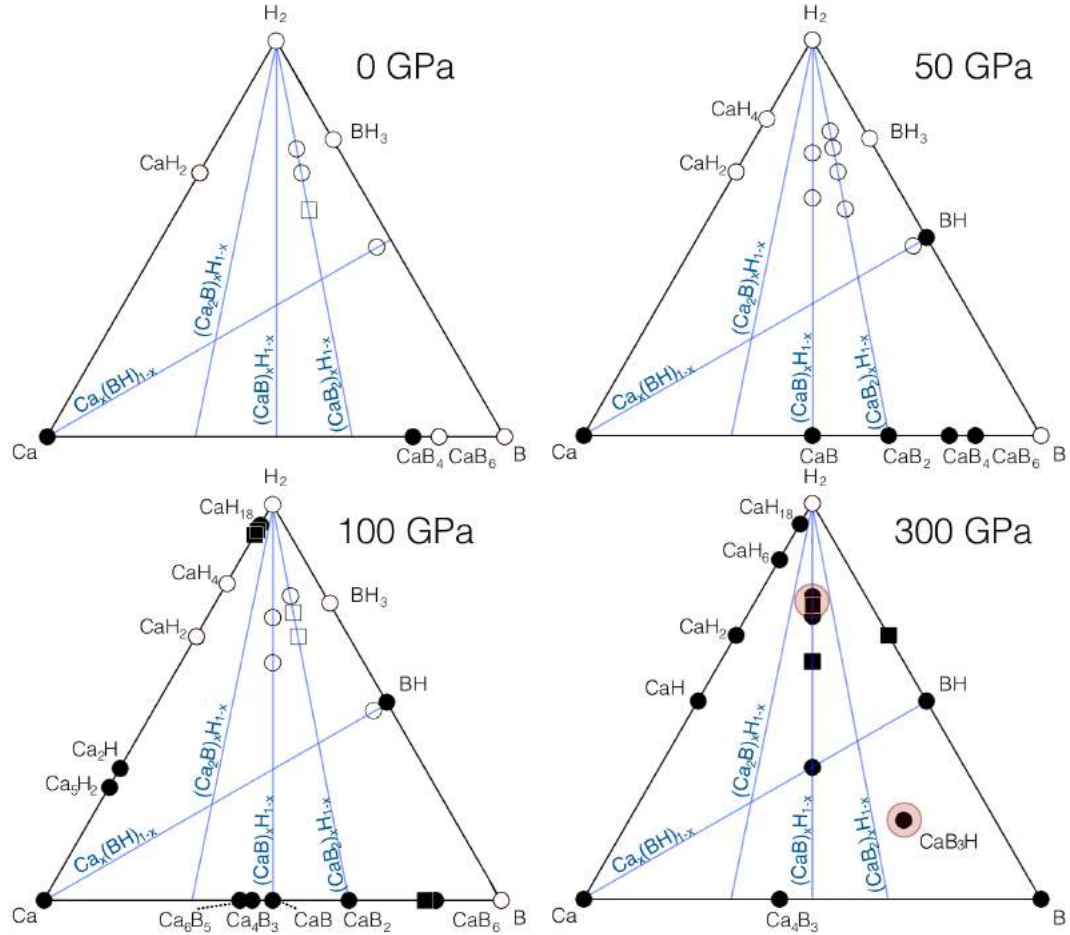 H₂
0 GPa
BH₃
CaH₂
(Ca₂B)ₓH₁₋ₓ
(CaB)ₓH₁₋ₓ
(CaB₂)ₓH₁₋ₓ
Caₓ(BH)₁₋ₓ
Ca
CaB₄
CaB₆
B
H₂
50 GPa
CaH₄
BH₃
CaH₂
BH
(Ca₂B)ₓH₁₋ₓ
(CaB)ₓH₁₋ₓ
(CaB₂)ₓH₁₋ₓ
Caₓ(BH)₁₋ₓ
Ca
CaB
CaB₂
CaB₄
CaB₆
B
H₂
CaH₁₈
100 GPa
CaH₄
BH₃
CaH₂
BH
Ca₂H
Ca₅H₂
(Ca₂B)ₓH₁₋ₓ
(CaB)ₓH₁₋ₓ
(CaB₂)ₓH₁₋ₓ
Caₓ(BH)₁₋ₓ
Ca
Ca₆B₅
Ca₄B₃
CaB
CaB₂
CaB₆
B
H₂
CaH₁₈
300 GPa
CaH₆
CaH₂
CaH
BH
(Ca₂B)ₓH₁₋ₓ
(CaB)ₓH₁₋ₓ
(CaB₂)ₓH₁₋ₓ
Caₓ(BH)₁₋ₓ
CaB₃H
Ca
Ca₄B₃
B